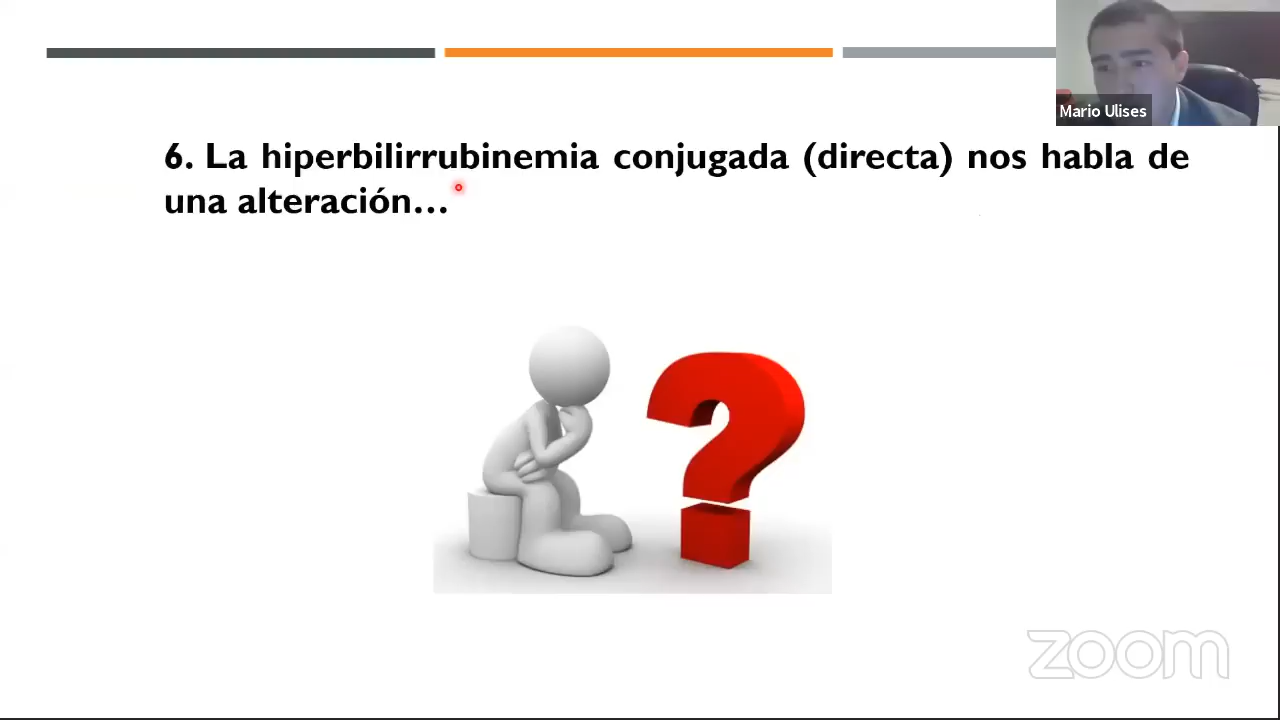 Mario Ulises
6. La hiperbilirrubinemia conjugada (directa) nos habla de
una alteración...
zoom